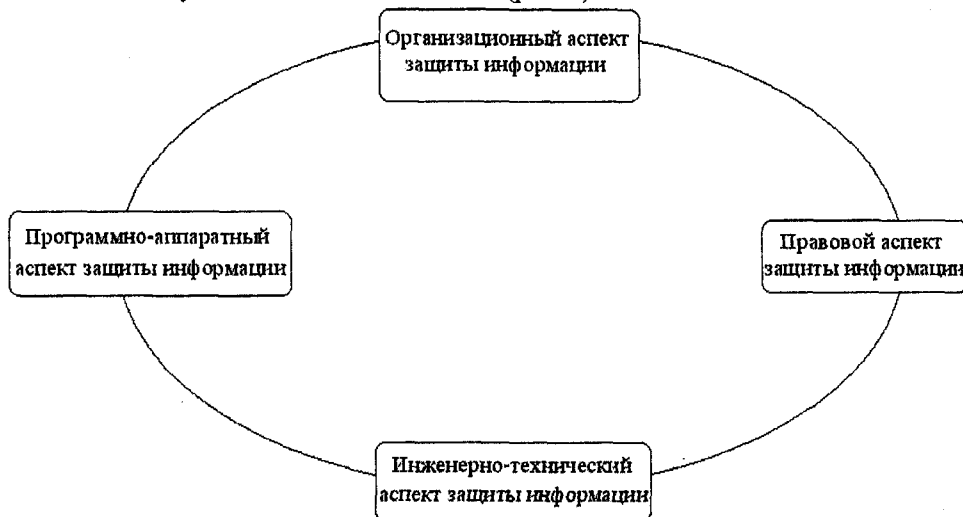 Организационный аспект
защиты информации
Программно-аппаратный
аспект защиты информации
Правовой аспект
защиты информации
Инженерно-технический
аспект защиты информации